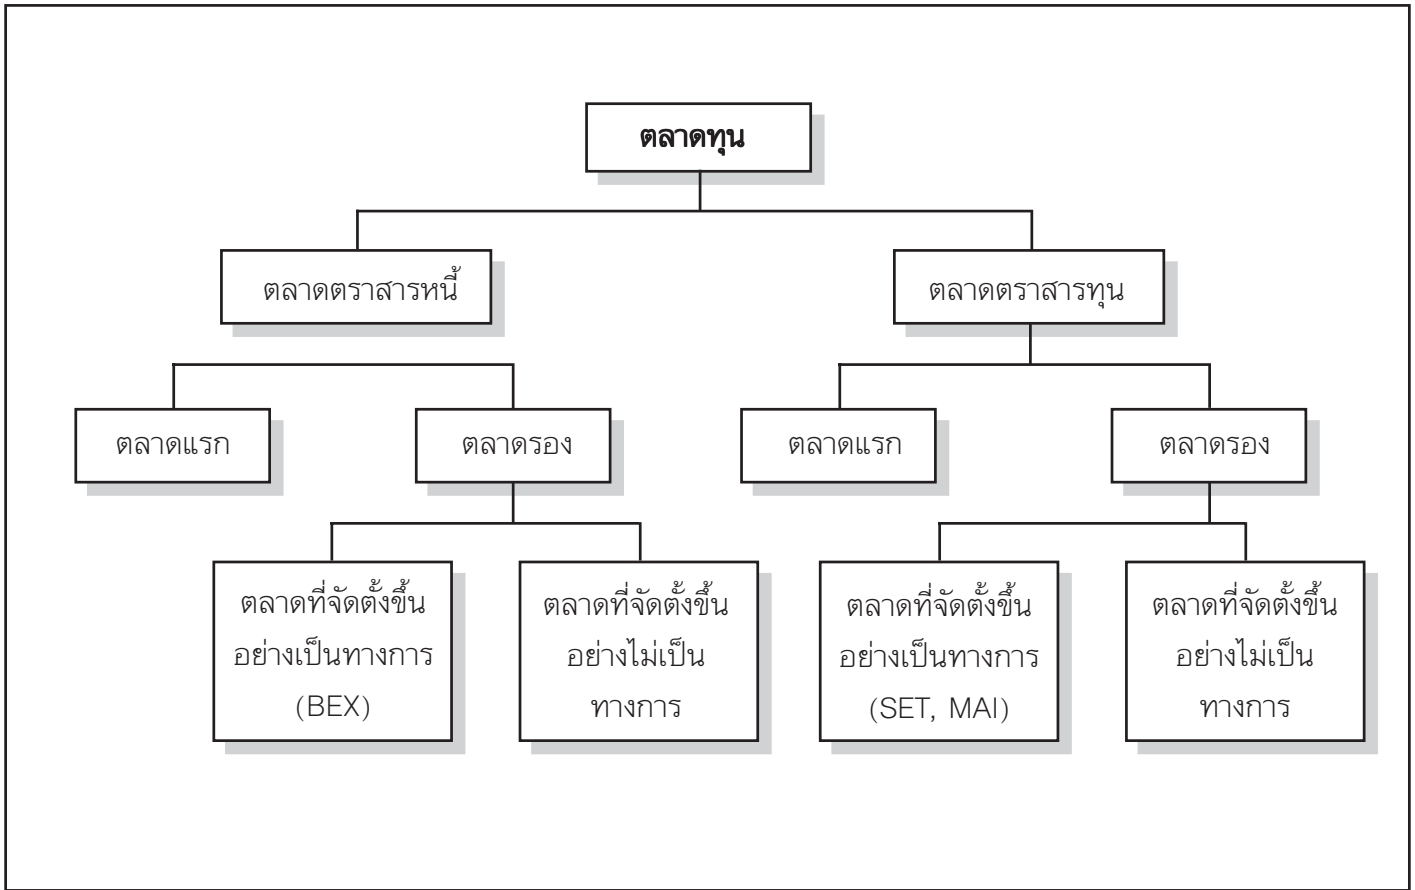 ตลาดทุน
ตลาดตราสารหนี้
ตลาดตราสารทุน
ตลาดแรก
ตลาดรอง
ตลาดแรก
ตลาดรอง
ตลาดที่จัดตั้งขึ้น
อย่างเป็นทางการ
(BEX)
ตลาดที่จัดตั้งขึ้น
อย่างไม่เป็น
ทางการ
ตลาดที่จัดตั้งขึ้น
อย่างเป็นทางการ
(SET, MAI)
ตลาดที่จัดตั้งขึ้น
อย่างไม่เป็น
ทางการ